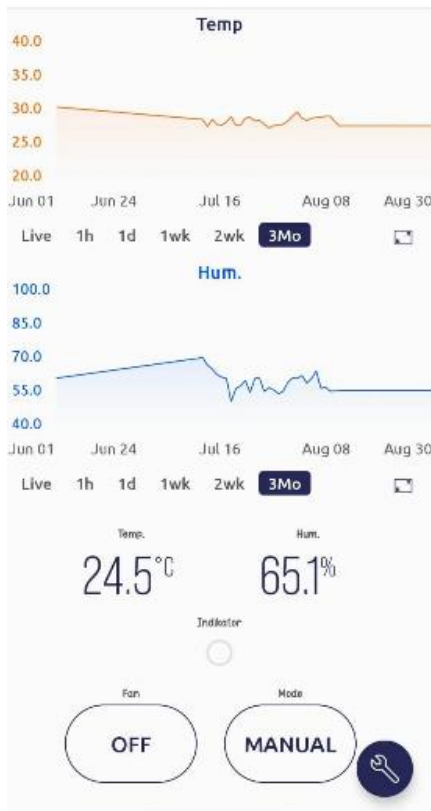 Temp
40.0
35.0
30.0
25.0
20.0
Jun 01 Jun 24 Jul 16 Aug 08 Aug 30
Live 1h 1d 1wk 2wk 3Mo
Hum.
100.0
85.0
70.0
55.0
40.0
Jun 01 Jun 24 Jul 16 Aug 08 Aug 30
Live 1h 1d 1wk 2wk 3Mo
Temp. Hum.
24.5°C 65.1%
Indikator
Fan Mode
OFF MANUAL